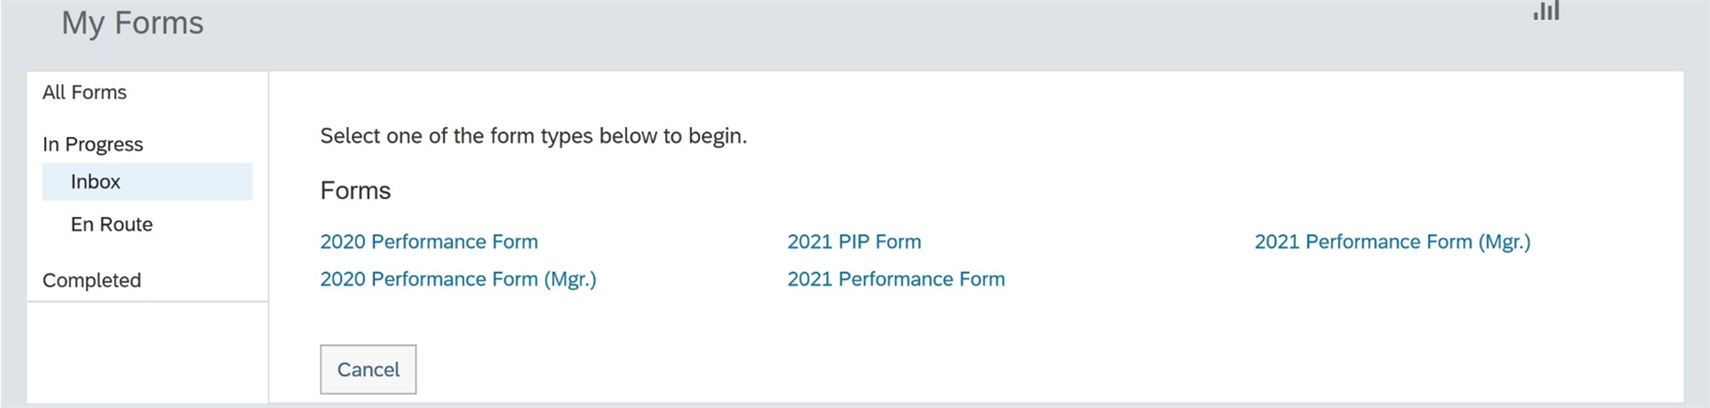 My Forms
All Forms
In Progress
Inbox
En Route
Completed
Select one of the form types below to begin.
Forms
2020 Performance Form
2021 PIP Form
2021 Performance Form (Mgr.)
2020 Performance Form (Mgr.)
2021 Performance Form
Cancel